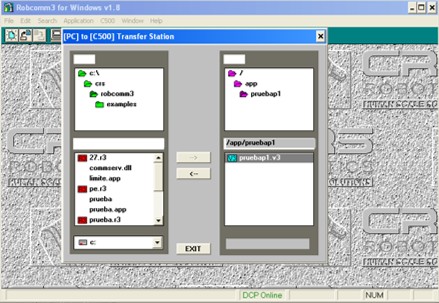 Robcomm3 for Windows v1.8
File Edit Search Application C500 Window Help
[PC] to [C500] Transfer Station
c:\
crs
robcomm3
examples
/
app
pruebap1
/app/pruebap1
27.r3
commserv.dll
limite.app
pe.r3
prueba
prueba.app
prueba.r3
pruebap1.v3
-->
<--
c:
EXIT
DCP Online
NUM